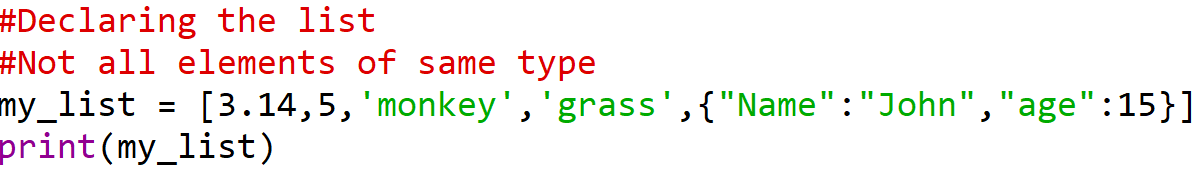 #Declaring the list
#Not all elements of same type
my_list = [3.14,5,'monkey','grass',{"Name":"John","age":15}]
print(my_list)